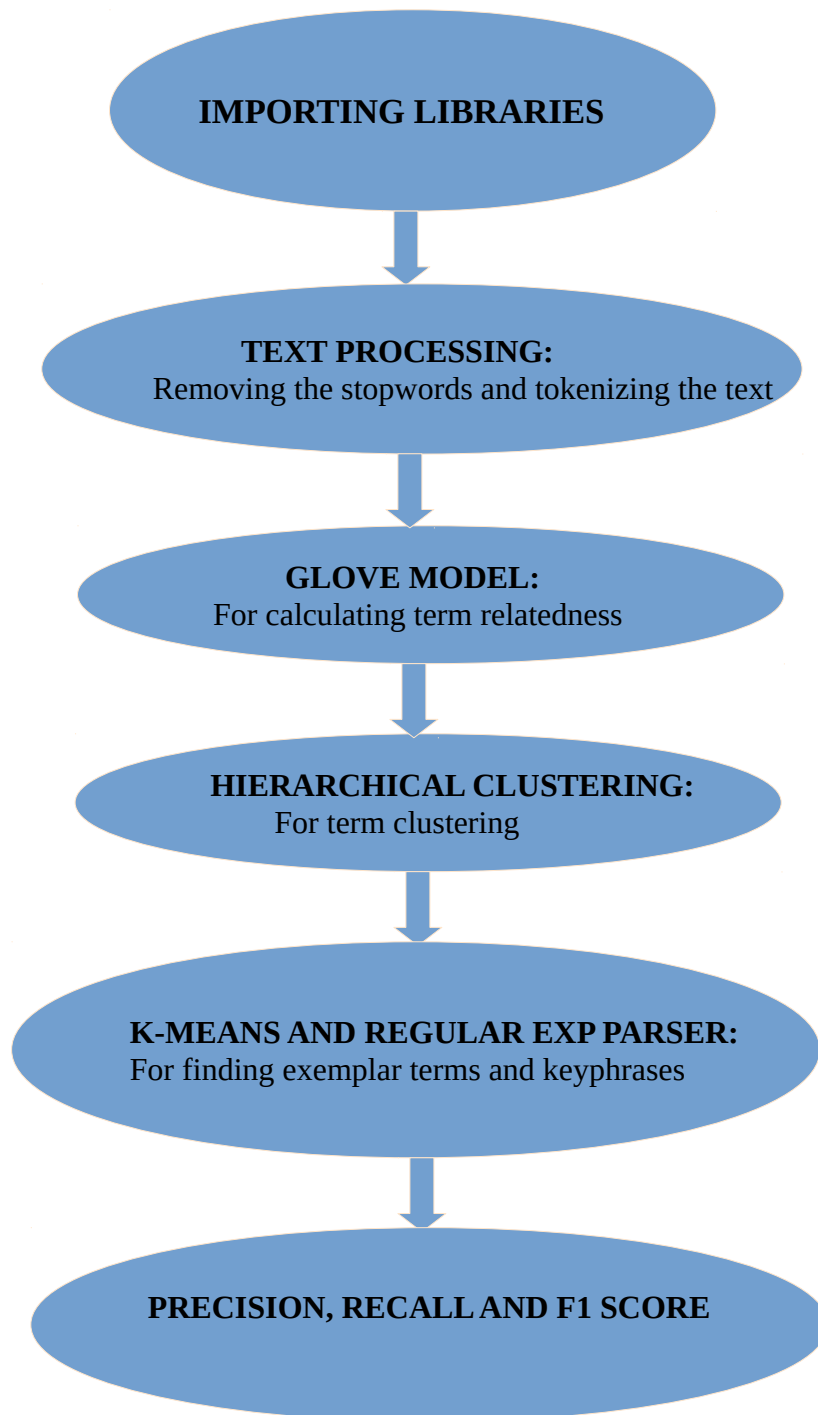 IMPORTING LIBRARIES
TEXT PROCESSING:
Removing the stopwords and tokenizing the text
GLOVE MODEL:
For calculating term relatedness
HIERARCHICAL CLUSTERING:
For term clustering
K-MEANS AND REGULAR EXP PARSER:
For finding exemplar terms and keyphrases
PRECISION, RECALL AND F1 SCORE